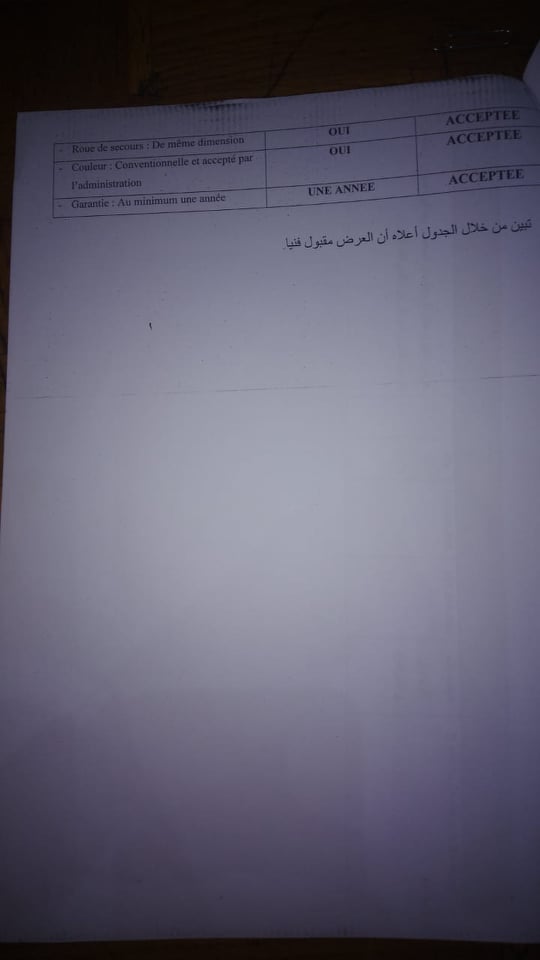 - Roue de secours : De même dimension OUI ACCEPTEE
- Couleur : Conventionnelle et accepté par OUI ACCEPTEE
l'administration
- Garantie : Au minimum une année UNE ANNEE ACCEPTEE
تبين من خلال الجدول أعلاه أن العرض مقبول فنيا.